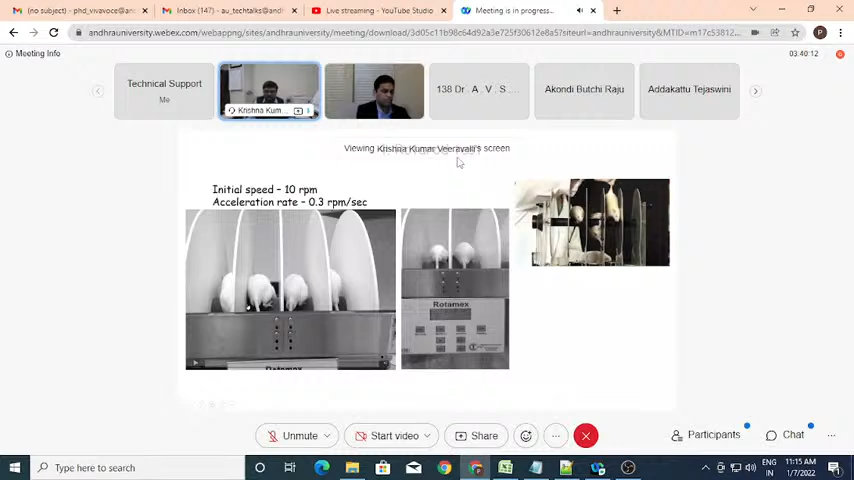 (no subject) - phd_vivavoce@an
Inbox (147) - au_techtalks@andh
Live streaming - YouTube Studio
Meeting is in progress...
andhrauniversity.webex.com/webappng/sites/andhrauniversity/meeting/download/3d05c11b98c64d92a3e725f30612e8a5?siteurl=andhrauniversity&MTID=m17c53812...
P
Meeting Info
03:40:12
Technical Support
Me
Krishna Kum...
138 Dr . A . V . S ....
Akondi Butchi Raju
Addakattu Tejaswini
Viewing Krishna Kumar Veeravalli's screen
Initial speed – 10 rpm
Acceleration rate – 0.3 rpm/sec
Rotamex
Rotamex
Unmute
Start video
Share
Participants
Chat
Type here to search
ENG
IN
11:15 AM
1/7/2022